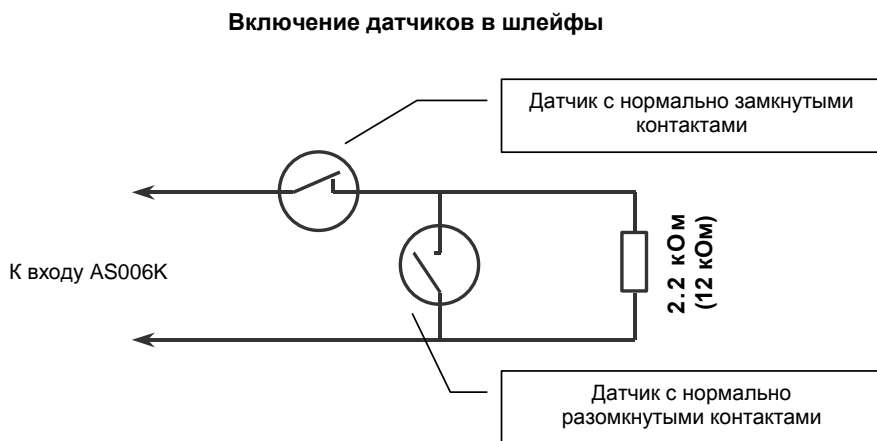 Включение датчиков в шлейфы
Датчик с нормально замкнутыми
контактами
К входу AS006K
2.2 кОм
(12 кОм)
Датчик с нормально
разомкнутыми контактами